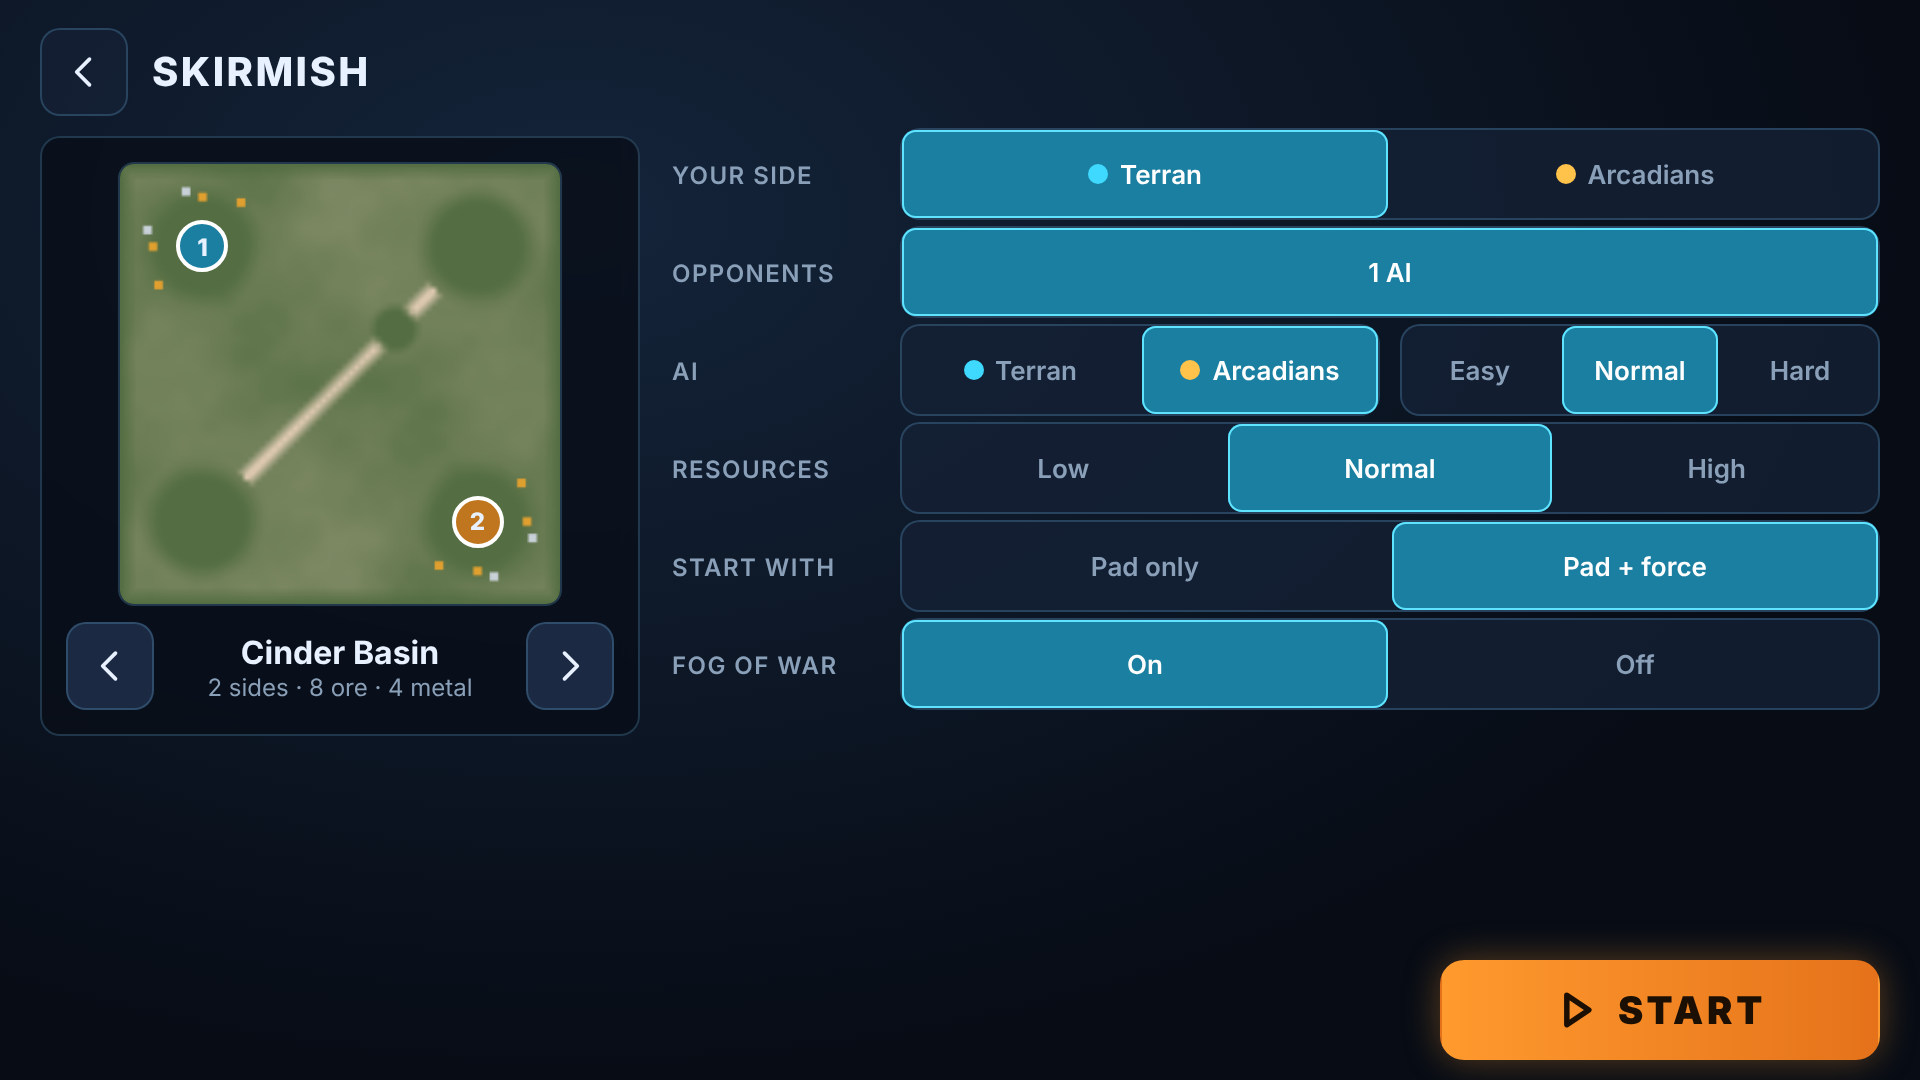 SKIRMISH
1
2
Cinder Basin
2 sides · 8 ore · 4 metal
YOUR SIDE
Terran
Arcadians
OPPONENTS
1 AI
AI
Terran
Arcadians
Easy
Normal
Hard
RESOURCES
Low
Normal
High
START WITH
Pad only
Pad + force
FOG OF WAR
On
Off
START